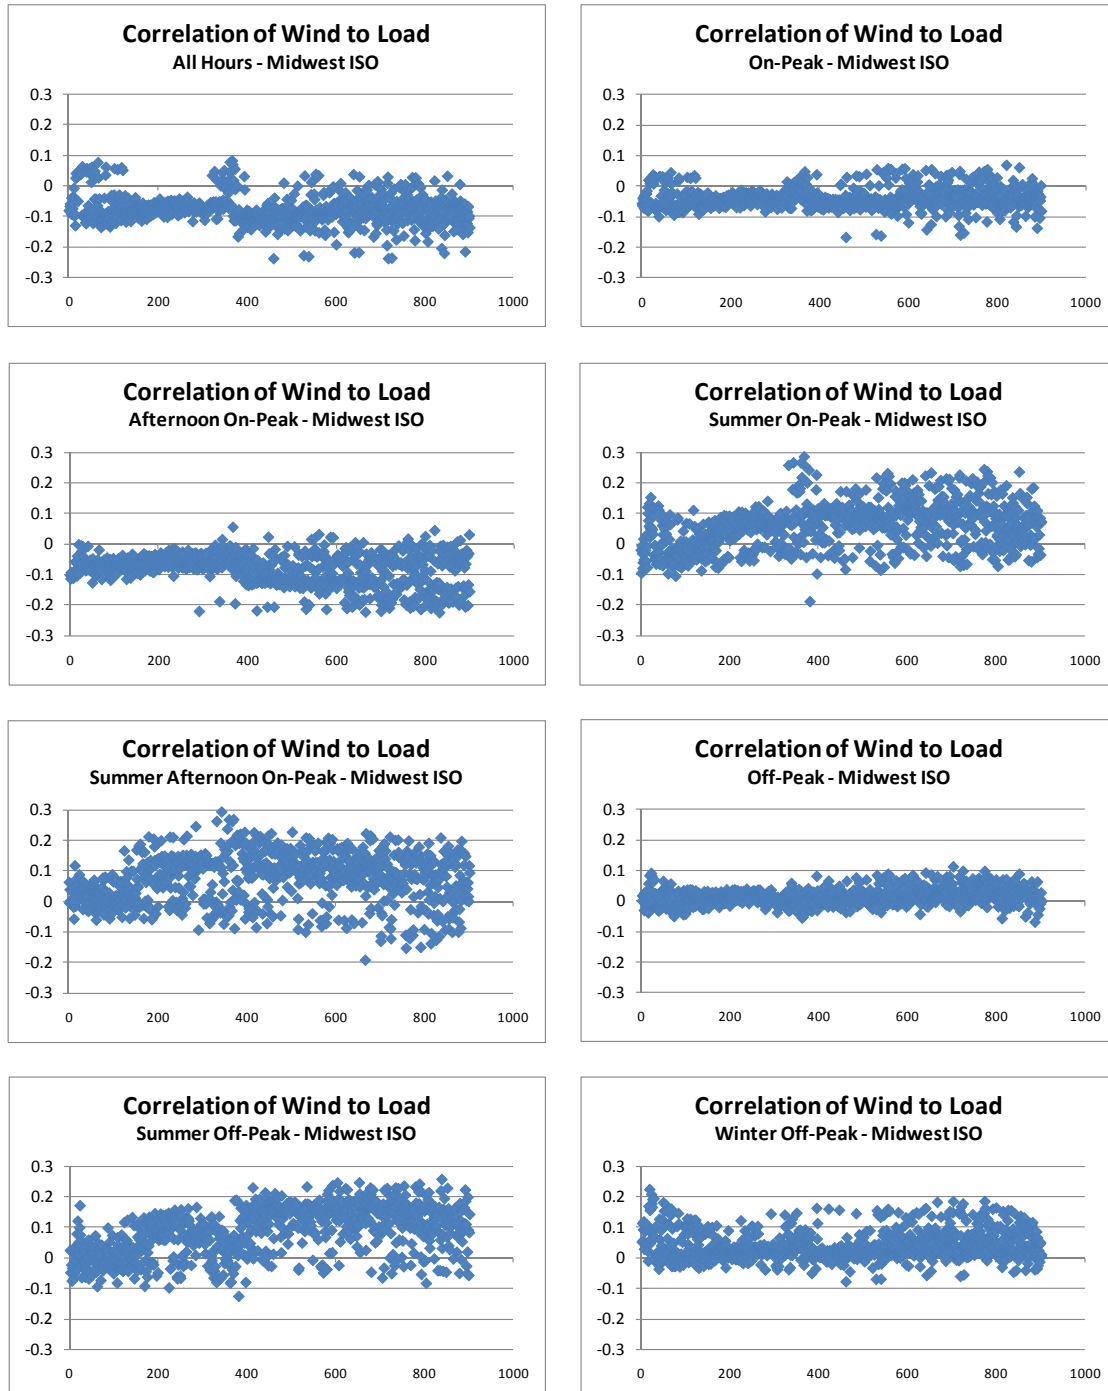 Correlation of Wind to Load
All Hours - Midwest ISO
0.3
0.2
0.1
0
-0.1
-0.2
-0.3
0 200 400 600 800 1000
Correlation of Wind to Load
On-Peak - Midwest ISO
0.3
0.2
0.1
0
-0.1
-0.2
-0.3
0 200 400 600 800 1000
Correlation of Wind to Load
Afternoon On-Peak - Midwest ISO
0.3
0.2
0.1
0
-0.1
-0.2
-0.3
0 200 400 600 800 1000
Correlation of Wind to Load
Summer On-Peak - Midwest ISO
0.3
0.2
0.1
0
-0.1
-0.2
-0.3
0 200 400 600 800 1000
Correlation of Wind to Load
Summer Afternoon On-Peak - Midwest ISO
0.3
0.2
0.1
0
-0.1
-0.2
-0.3
0 200 400 600 800 1000
Correlation of Wind to Load
Off-Peak - Midwest ISO
0.3
0.2
0.1
0
-0.1
-0.2
-0.3
0 200 400 600 800 1000
Correlation of Wind to Load
Summer Off-Peak - Midwest ISO
0.3
0.2
0.1
0
-0.1
-0.2
-0.3
0 200 400 600 800 1000
Correlation of Wind to Load
Winter Off-Peak - Midwest ISO
0.3
0.2
0.1
0
-0.1
-0.2
-0.3
0 200 400 600 800 1000